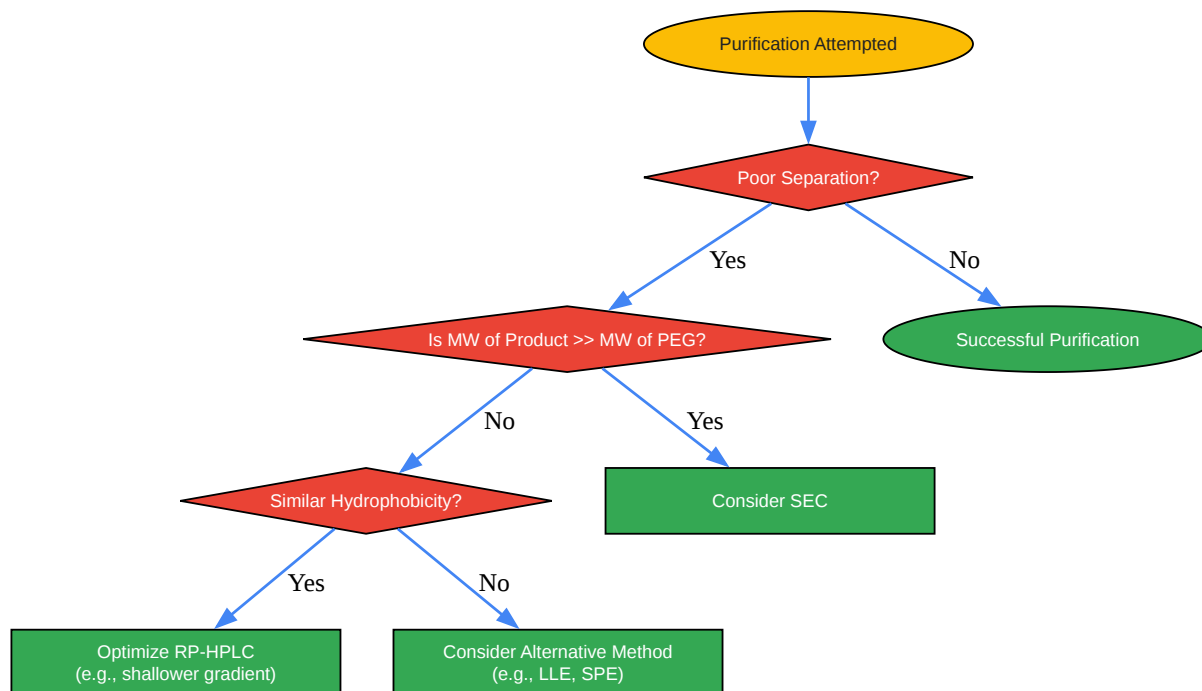 Purification Attempted
Poor Separation?
Yes
No
Is MW of Product >> MW of PEG?
Successful Purification
No
Yes
Similar Hydrophobicity?
Consider SEC
Yes
No
Optimize RP-HPLC
(e.g., shallower gradient)
Consider Alternative Method
(e.g., LLE, SPE)